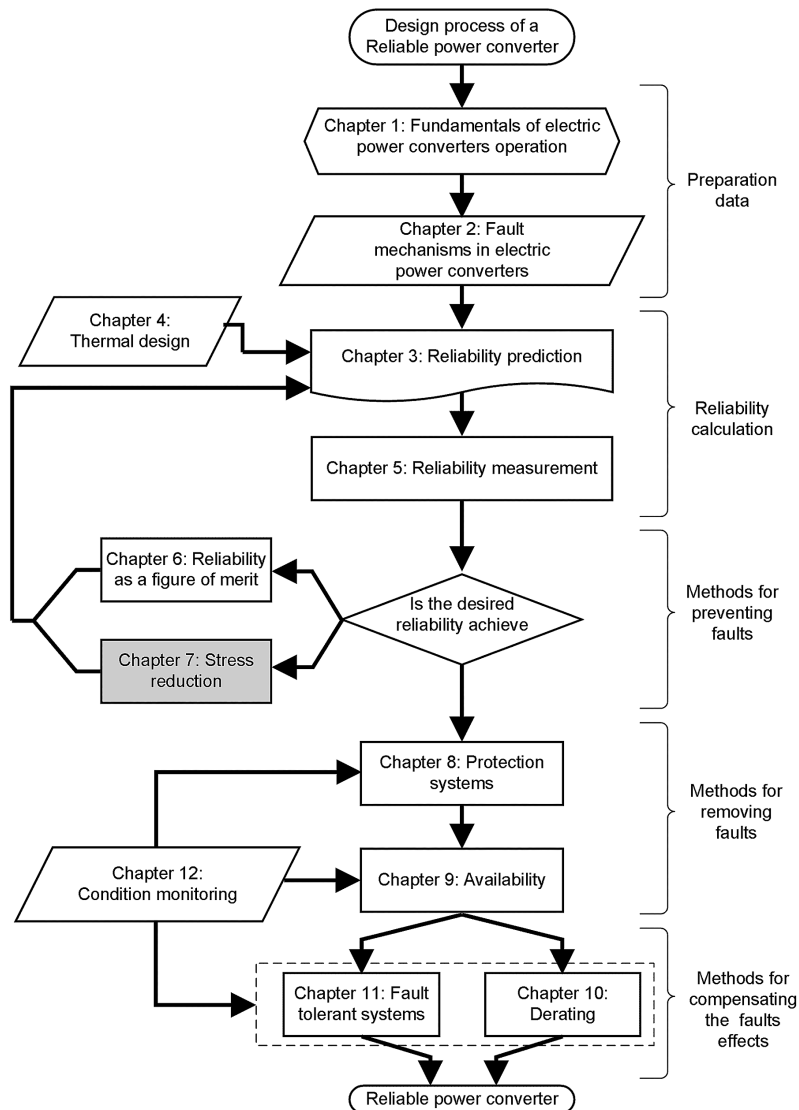 Design process of a
Reliable power converter
Chapter 1: Fundamentals of electric
power converters operation
Preparation
data
Chapter 2: Fault
mechanisms in electric
power converters
Chapter 4:
Thermal design
Chapter 3: Reliability prediction
Reliability
calculation
Chapter 5: Reliability measurement
Chapter 6: Reliability
as a figure of merit
Is the desired
reliability achieve
Methods for
preventing
faults
Chapter 7: Stress
reduction
Chapter 8: Protection
systems
Methods for
removing
faults
Chapter 12:
Condition monitoring
Chapter 9: Availability
Chapter 11: Fault
tolerant systems
Chapter 10:
Derating
Methods for
compensating
the faults
effects
Reliable power converter